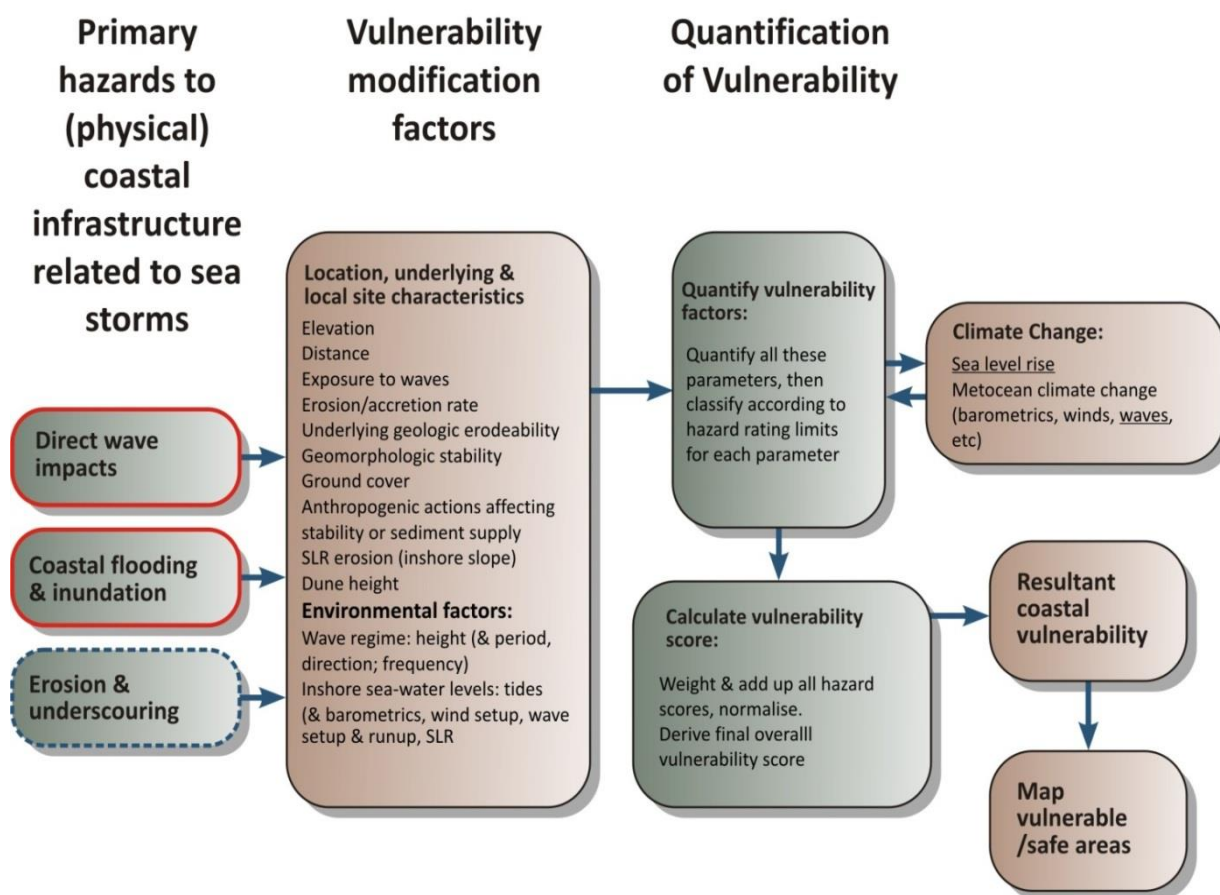 Primary
hazards to
(physical)
coastal
infrastructure
related to sea
storms
Vulnerability
modification
factors
Quantification
of Vulnerability
Direct wave
impacts
Coastal flooding
& inundation
Erosion &
underscouring
Location, underlying &
local site characteristics
Elevation
Distance
Exposure to waves
Erosion/accretion rate
Underlying geologic erodeability
Geomorphologic stability
Ground cover
Anthropogenic actions affecting
stability or sediment supply
SLR erosion (inshore slope)
Dune height
Environmental factors:
Wave regime: height (& period,
direction; frequency)
Inshore sea-water levels: tides
(& barometrics, wind setup, wave
setup & runup, SLR
Quantify vulnerability
factors:
Quantify all these
parameters, then
classify according to
hazard rating limits
for each parameter
Climate Change:
Sea level rise
Metocean climate change
(barometrics, winds, waves,
etc)
Calculate vulnerability
score:
Weight & add up all hazard
scores, normalise.
Derive final overalll
vulnerability score
Resultant
coastal
vulnerability
Map
vulnerable
/safe areas